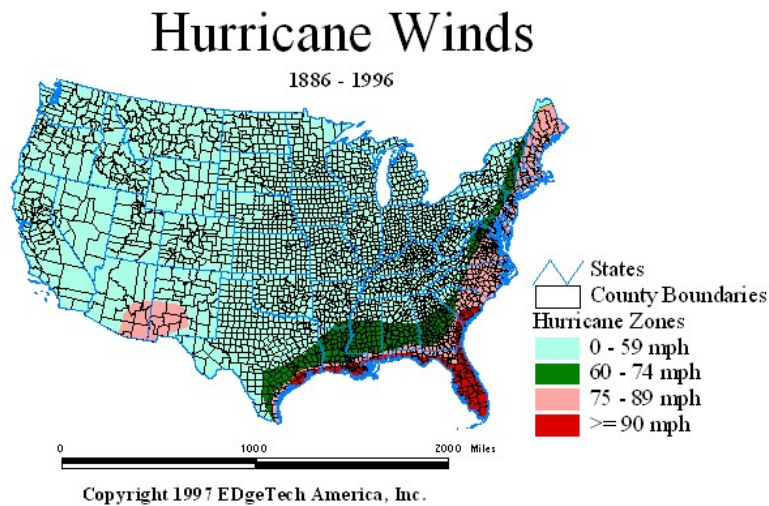 Hurricane Winds
1886 - 1996
States
County Boundaries
Hurricane Zones
0 - 59 mph
60 - 74 mph
75 - 89 mph
>= 90 mph
0 1000 2000 Miles
Copyright 1997 EDgeTech America, Inc.